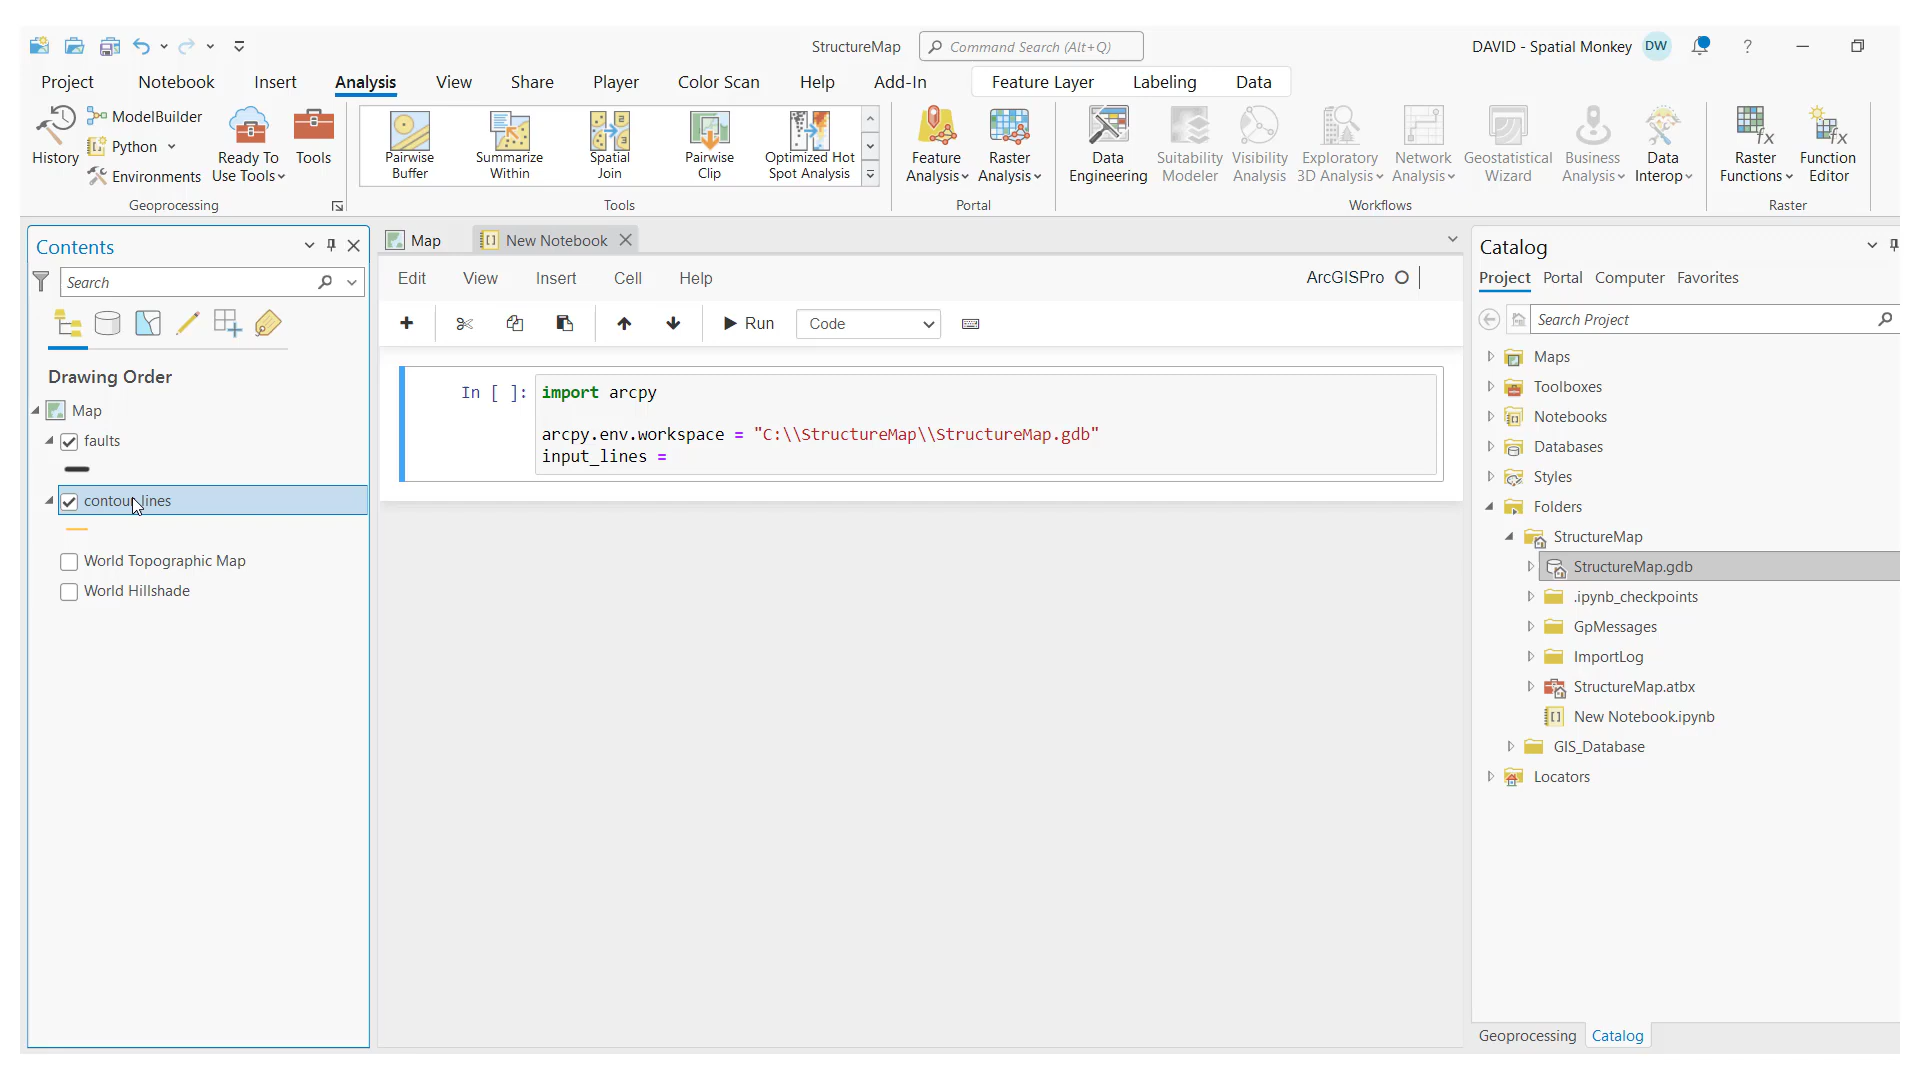 StructureMap
Command Search (Alt+Q)
DAVID - Spatial Monkey
DW
?
Project
Notebook
Insert
Analysis
View
Share
Player
Color Scan
Help
Add-In
Feature Layer
Labeling
Data
History
ModelBuilder
Python
Environments
Ready To
Use Tools
Tools
Geoprocessing
Pairwise
Buffer
Summarize
Within
Spatial
Join
Pairwise
Clip
Optimized Hot
Spot Analysis
Tools
Feature
Analysis
Raster
Analysis
Portal
Data
Engineering
Suitability
Modeler
Visibility
Analysis
Exploratory
3D Analysis
Network
Analysis
Geostatistical
Wizard
Business
Analysis
Data
Interop
Workflows
Raster
Functions
Function
Editor
Raster
Contents
Search
Drawing Order
Map
faults
contour lines
World Topographic Map
World Hillshade
Map
New Notebook
Edit
View
Insert
Cell
Help
ArcGISPro
Run
Code
In [ ]:
import arcpy
arcpy.env.workspace = "C:\\StructureMap\\StructureMap.gdb"
input_lines =
Catalog
Project
Portal
Computer
Favorites
Search Project
Maps
Toolboxes
Notebooks
Databases
Styles
Folders
StructureMap
StructureMap.gdb
.ipynb_checkpoints
GpMessages
ImportLog
StructureMap.atbx
New Notebook.ipynb
GIS_Database
Locators
Geoprocessing
Catalog